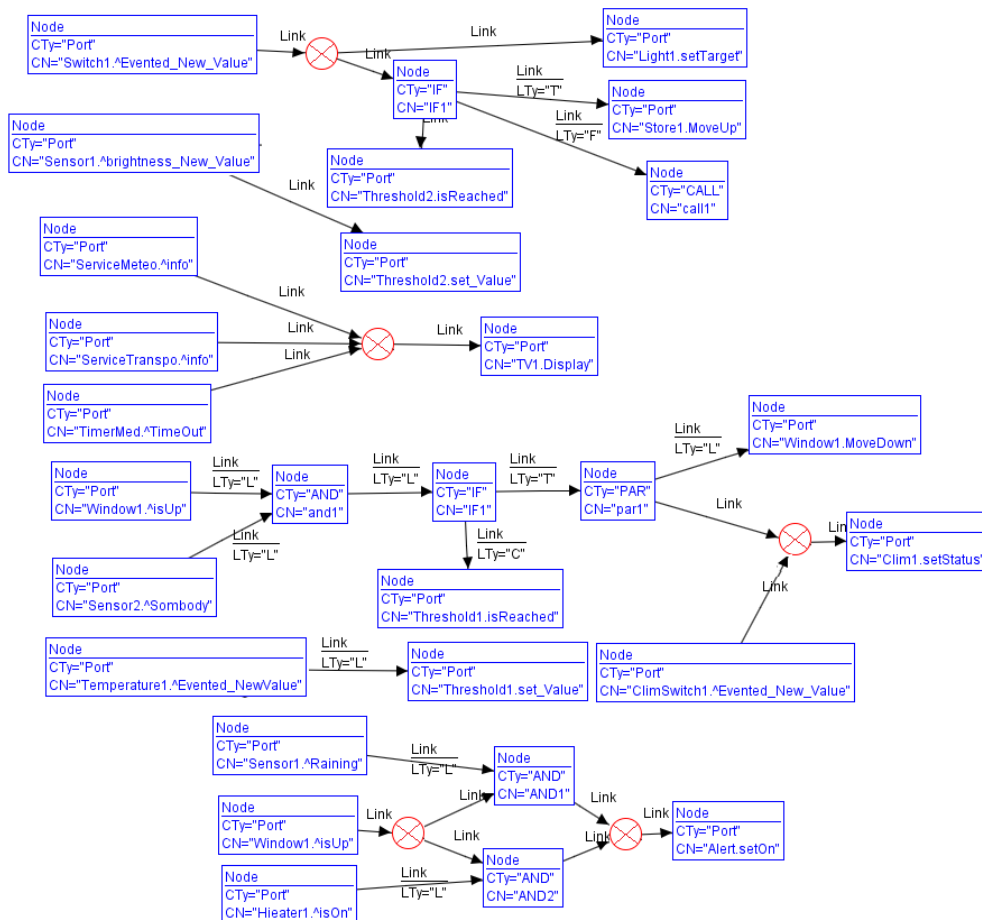 Node
CTy="Port"
CN="Switch1.^Evented_New_Value"
Link
Link
Link
Node
CTy="Port"
CN="Light1.setTarget"
Node
CTy="IF"
CN="IF1"
Link
LTy="T"
Node
CTy="Port"
CN="Store1.MoveUp"
Link
Link
LTy="F"
Node
CTy="Port"
CN="Sensor1.^brightness_New_Value"
Node
CTy="Port"
CN="Threshold2.isReached"
Node
CTy="CALL"
CN="call1"
Link
Node
CTy="Port"
CN="ServiceMeteo.^info"
Node
CTy="Port"
CN="Threshold2.set_Value"
Link
Node
CTy="Port"
CN="ServiceTranspo.^info"
Link
Link
Link
Node
CTy="Port"
CN="TV1.Display"
Node
CTy="Port"
CN="TimerMed.^TimeOut"
Node
CTy="Port"
CN="Window1.MoveDown"
Link
LTy="L"
Node
CTy="Port"
CN="Window1.^isUp"
Link
LTy="L"
Node
CTy="AND"
CN="and1"
Link
LTy="L"
Node
CTy="IF"
CN="IF1"
Link
LTy="T"
Node
CTy="PAR"
CN="par1"
Link
Link
LTy="L"
Link
LTy="C"
Lin
Node
CTy="Port"
CN="Clim1.setStatus"
Node
CTy="Port"
CN="Sensor2.^Sombody"
Node
CTy="Port"
CN="Threshold1.isReached"
Link
Node
CTy="Port"
CN="Temperature1.^Evented_NewValue"
Link
LTy="L"
Node
CTy="Port"
CN="Threshold1.set_Value"
Node
CTy="Port"
CN="ClimSwitch1.^Evented_New_Value"
Node
CTy="Port"
CN="Sensor1.^Raining"
Link
LTy="L"
Node
CTy="AND"
CN="AND1"
Node
CTy="Port"
CN="Window1.^isUp"
Link
Link
Link
Link
Link
Link
Node
CTy="Port"
CN="Alert.setOn"
Node
CTy="AND"
CN="AND2"
Node
CTy="Port"
CN="Hieater1.^isOn"
Link
LTy="L"